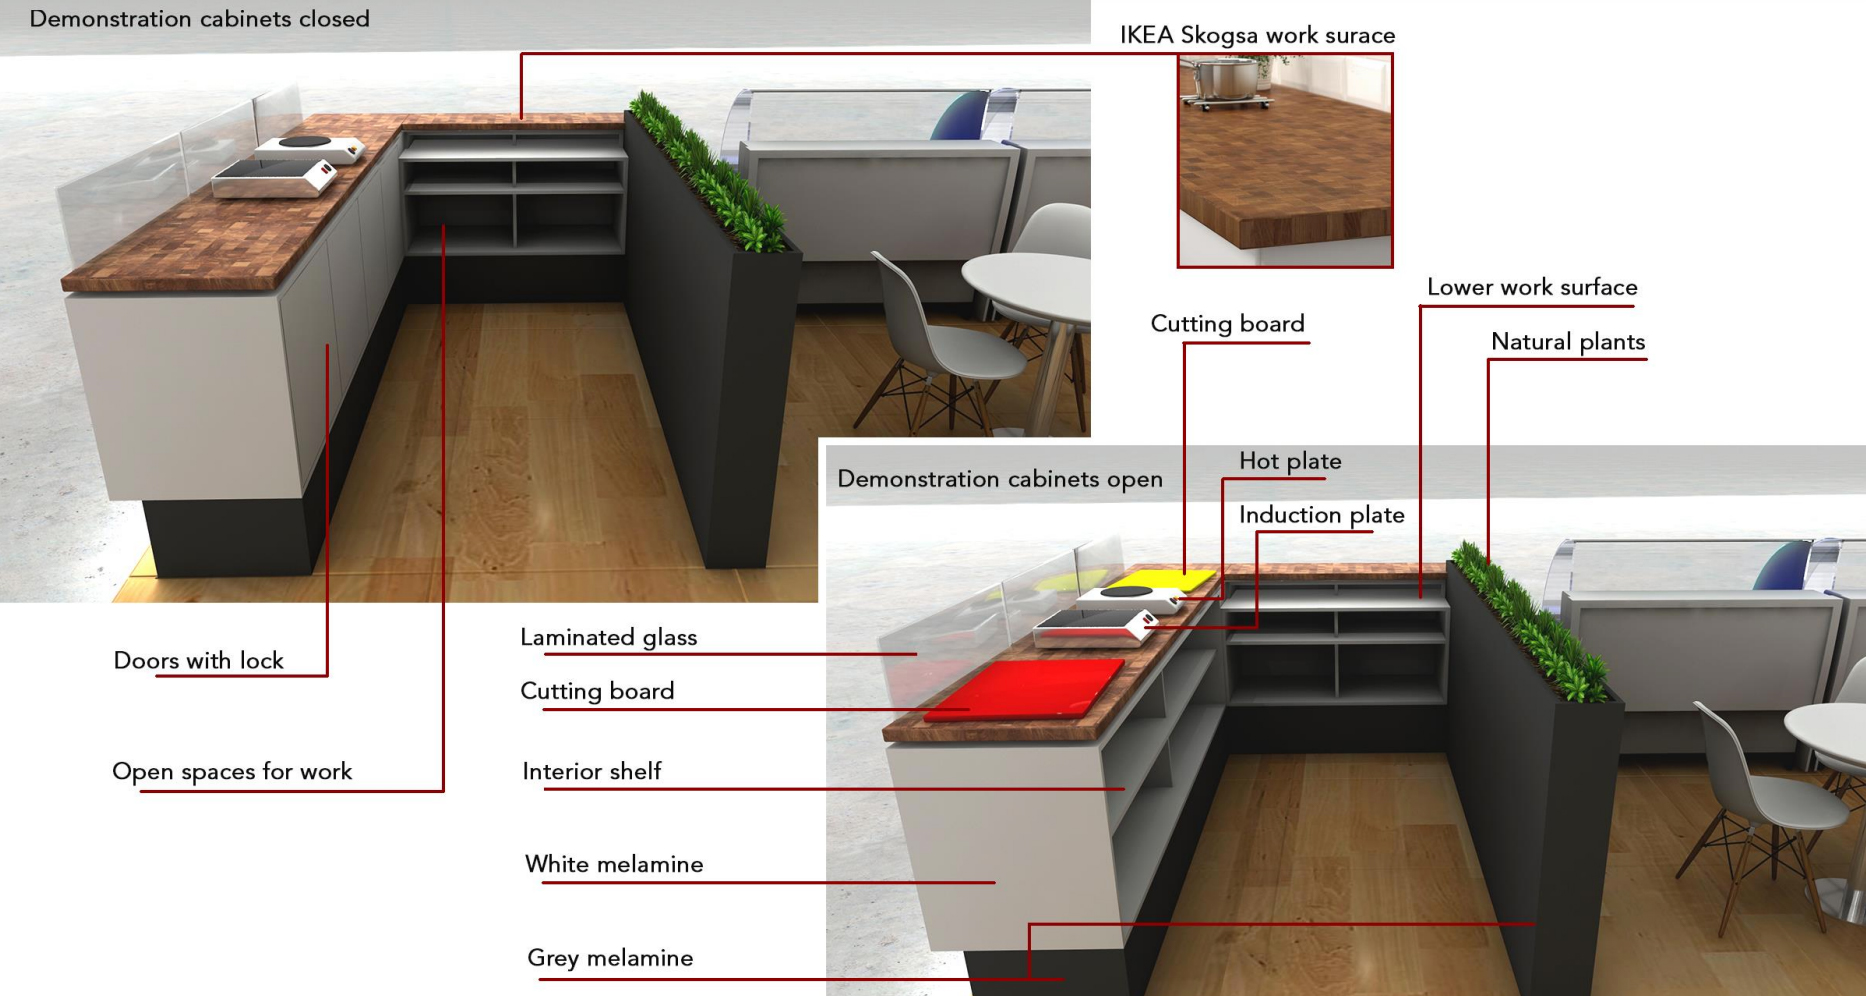 Demonstration cabinets closed
IKEA Skogsa work surace
Lower work surface
Cutting board
Natural plants
Hot plate
Demonstration cabinets open
Induction plate
Laminated glass
Doors with lock
Cutting board
Open spaces for work
Interior shelf
White melamine
Grey melamine